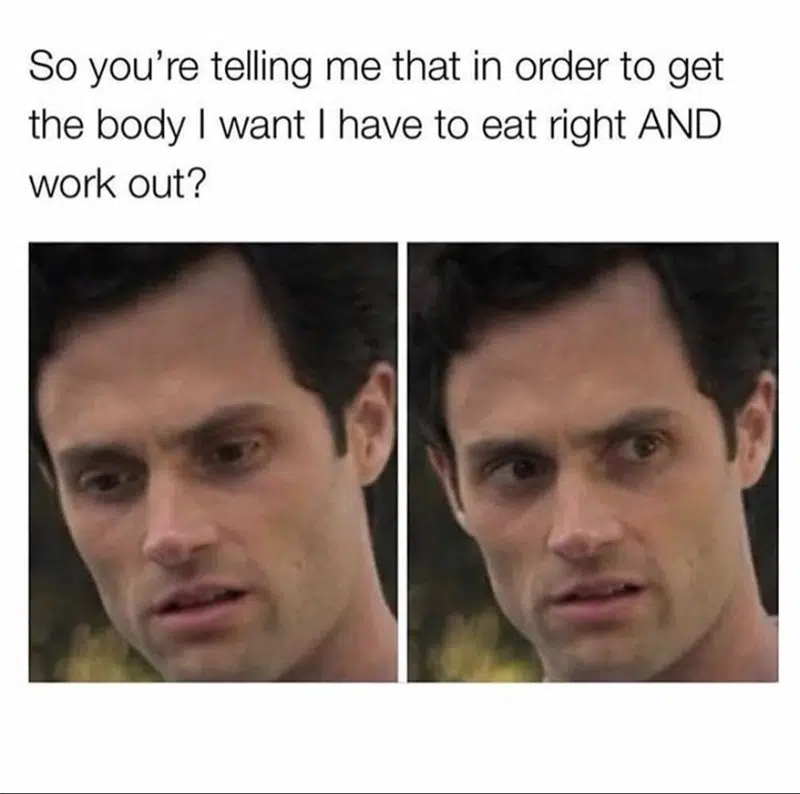 So you’re telling me that in order to get
the body I want I have to eat right AND
work out?